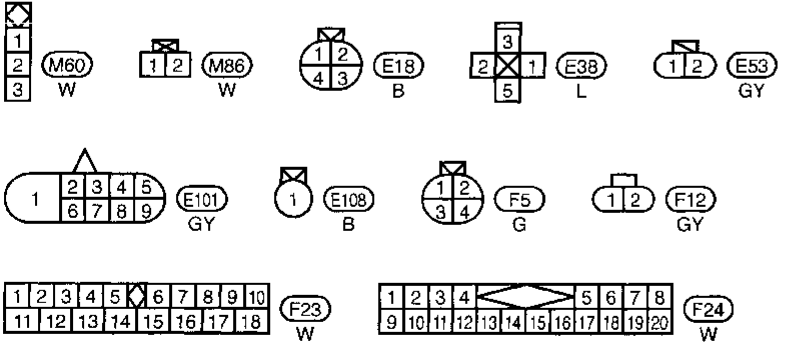 1
2
3
M60
W
1 2
M86
W
1 2
4 3
E18
B
3
2 1
5
E38
L
1 2
E53
GY
1
2 3 4 5
6 7 8 9
E101
GY
1
E108
B
1 2
3 4
F5
G
1 2
F12
GY
1 2 3 4 5 6 7 8 9 10
11 12 13 14 15 16 17 18
F23
W
1 2 3 4 5 6 7 8
9 10 11 12 13 14 15 16 17 18 19 20
F24
W